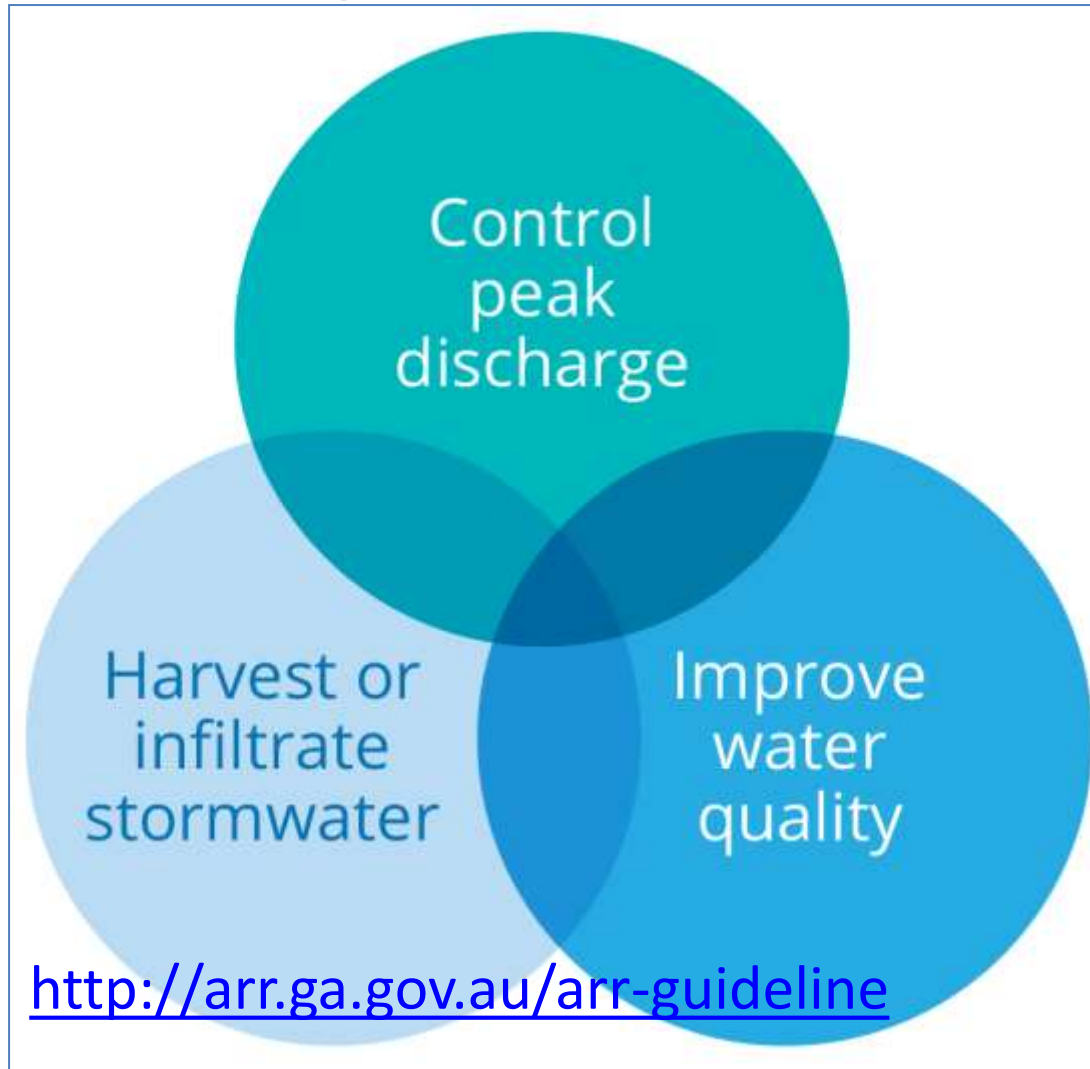 Control
peak
discharge
Harvest or
infiltrate
stormwater
Improve
water
quality
http://arr.ga.gov.au/arr-guideline